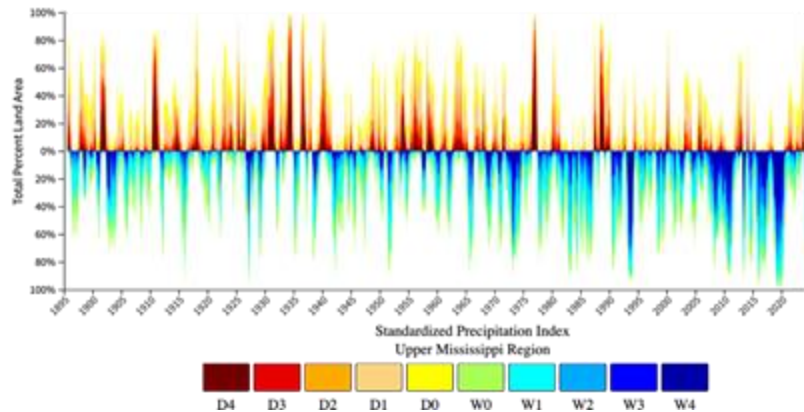 100%
80%
60%
40%
20%
0%
20%
40%
60%
80%
100%
Total Percent Land Area
1895 1900 1905 1910 1915 1920 1925 1930 1935 1940 1945 1950 1955 1960 1965 1970 1975 1980 1985 1990 1995 2000 2005 2010 2015 2020
Standardized Precipitation Index
Upper Mississippi Region
D4 D3 D2 D1 D0 W0 W1 W2 W3 W4